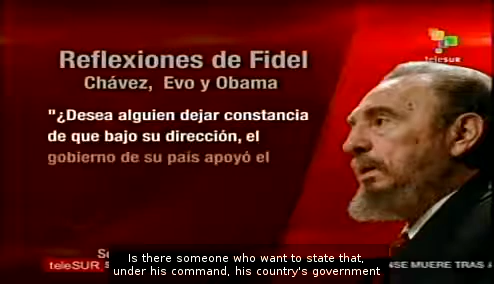 Reflexiones de Fidel
Chávez, Evo y Obama
"¿Desea alguien dejar constancia
de que bajo su dirección, el
gobierno de su país apoyó el
teleSUR
teleSUR
Is there someone who want to state that,
under his command, his country's government
SE MUERE TRAS